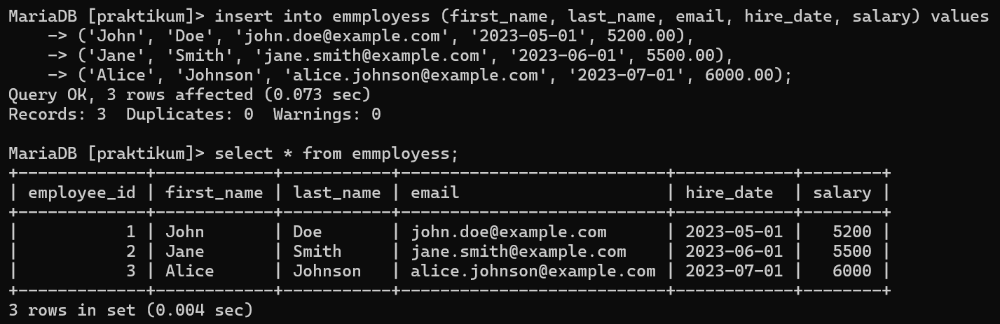 MariaDB [praktikum]> insert into emmployess (first_name, last_name, email, hire_date, salary) values
    -> ('John', 'Doe', 'john.doe@example.com', '2023-05-01', 5200.00),
    -> ('Jane', 'Smith', 'jane.smith@example.com', '2023-06-01', 5500.00),
    -> ('Alice', 'Johnson', 'alice.johnson@example.com', '2023-07-01', 6000.00);
Query OK, 3 rows affected (0.073 sec)
Records: 3  Duplicates: 0  Warnings: 0

MariaDB [praktikum]> select * from emmployess;
+-------------+------------+-----------+---------------------------+------------+--------+
| employee_id | first_name | last_name | email                     | hire_date  | salary |
+-------------+------------+-----------+---------------------------+------------+--------+
|           1 | John       | Doe       | john.doe@example.com      | 2023-05-01 |   5200 |
|           2 | Jane       | Smith     | jane.smith@example.com    | 2023-06-01 |   5500 |
|           3 | Alice      | Johnson   | alice.johnson@example.com | 2023-07-01 |   6000 |
+-------------+------------+-----------+---------------------------+------------+--------+
3 rows in set (0.004 sec)